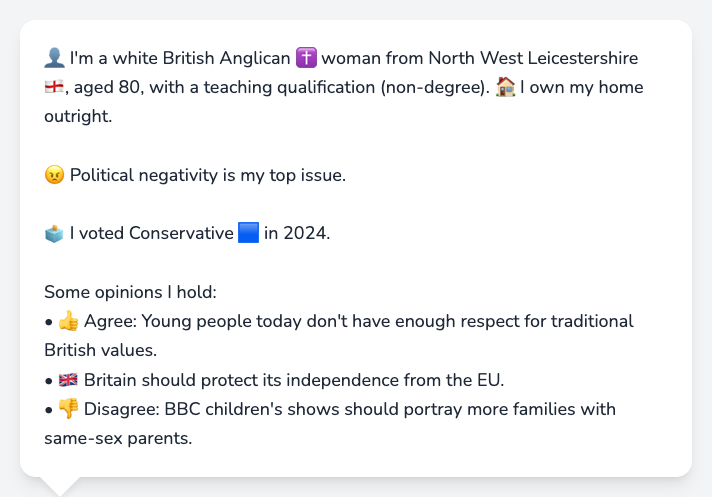 👤 I'm a white British Anglican ✝️ woman from North West Leicestershire
🏴󠁧󠁢󠁥󠁮󠁧󠁿, aged 80, with a teaching qualification (non-degree). 🏠 I own my home
outright.
😠 Political negativity is my top issue.
🗳️ I voted Conservative 🟦 in 2024.
Some opinions I hold:
• 👍 Agree: Young people today don't have enough respect for traditional
British values.
• 🇬🇧 Britain should protect its independence from the EU.
• 👎 Disagree: BBC children's shows should portray more families with
same-sex parents.